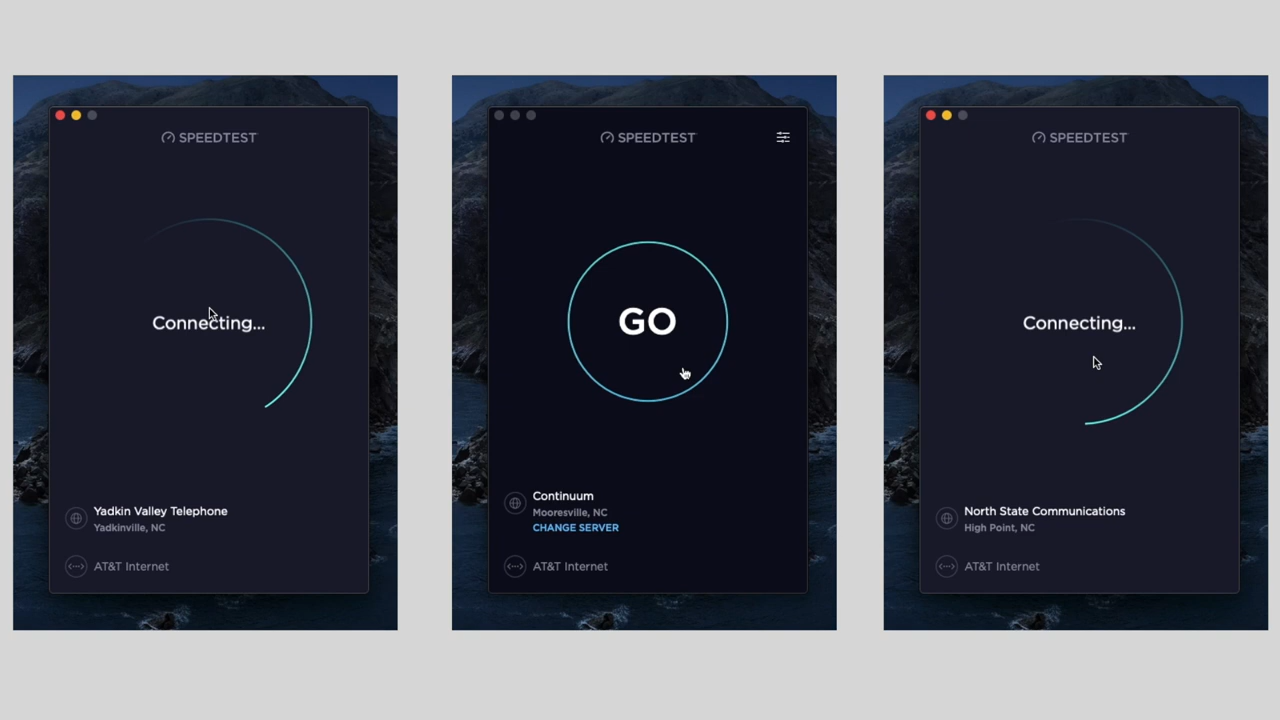 SPEEDTEST
Connecting...
Yadkin Valley Telephone
Yadkinville, NC
AT&T Internet
SPEEDTEST
GO
Continuum
Mooresville, NC
CHANGE SERVER
AT&T Internet
SPEEDTEST
Connecting...
North State Communications
High Point, NC
AT&T Internet